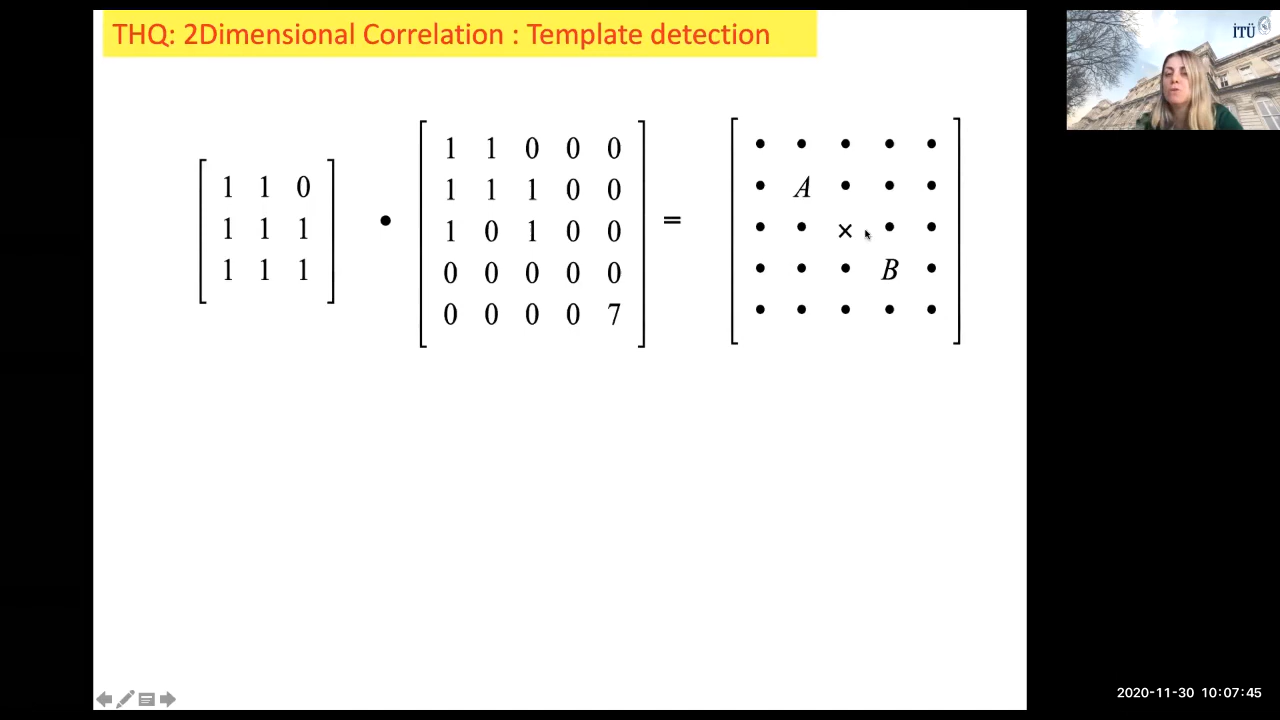 THQ: 2Dimensional Correlation : Template detection
İTÜ
1 1 0
1 1 1
1 1 1
•
1 1 0 0 0
1 1 1 0 0
1 0 1 0 0
0 0 0 0 0
0 0 0 0 7
=
• • • • •
• A • • •
• • × • •
• • • B •
• • • • •
2020-11-30 10:07:45